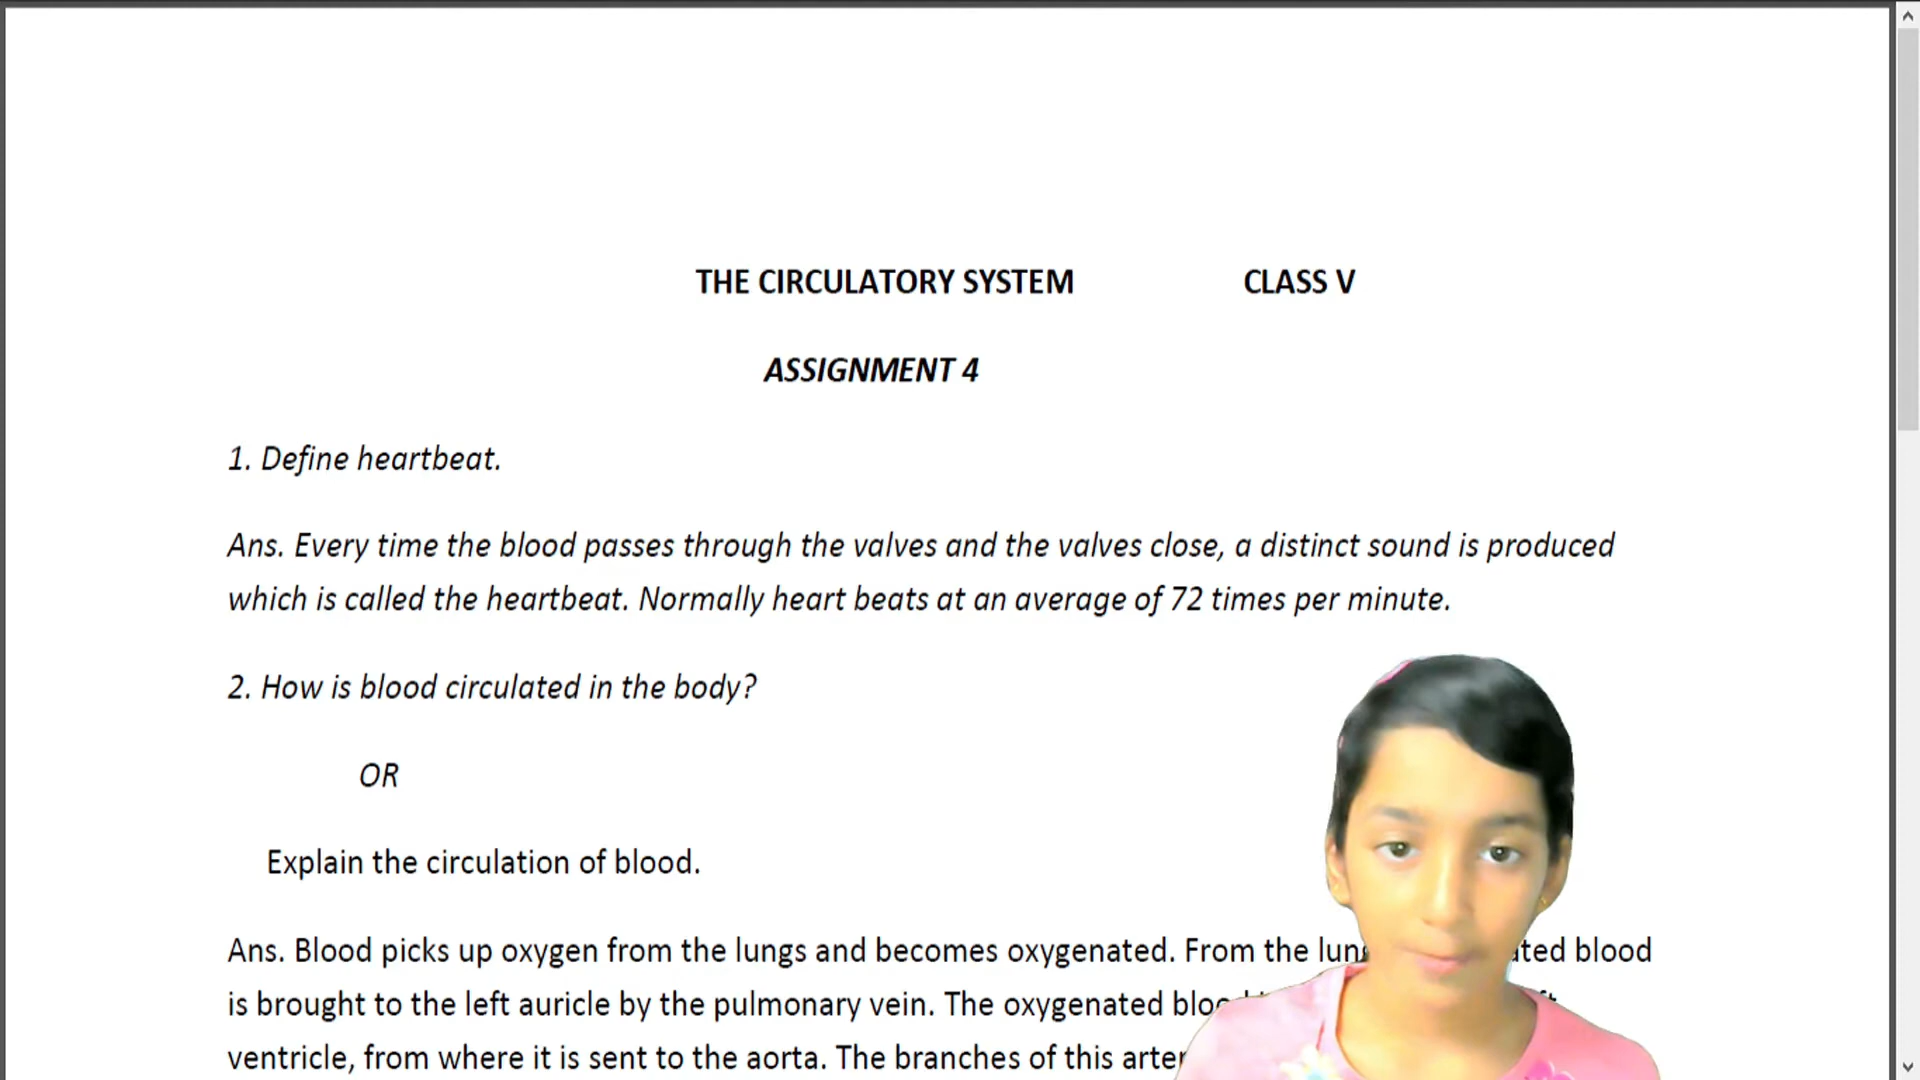 THE CIRCULATORY SYSTEM CLASS V
ASSIGNMENT 4
1. Define heartbeat.
Ans. Every time the blood passes through the valves and the valves close, a distinct sound is produced
which is called the heartbeat. Normally heart beats at an average of 72 times per minute.
2. How is blood circulated in the body?
OR
Explain the circulation of blood.
Ans. Blood picks up oxygen from the lungs and becomes oxygenated. From the blood
is brought to the left auricle by the pulmonary vein. The oxygenated
ventricle, from where it is sent to the aorta. The branches of this